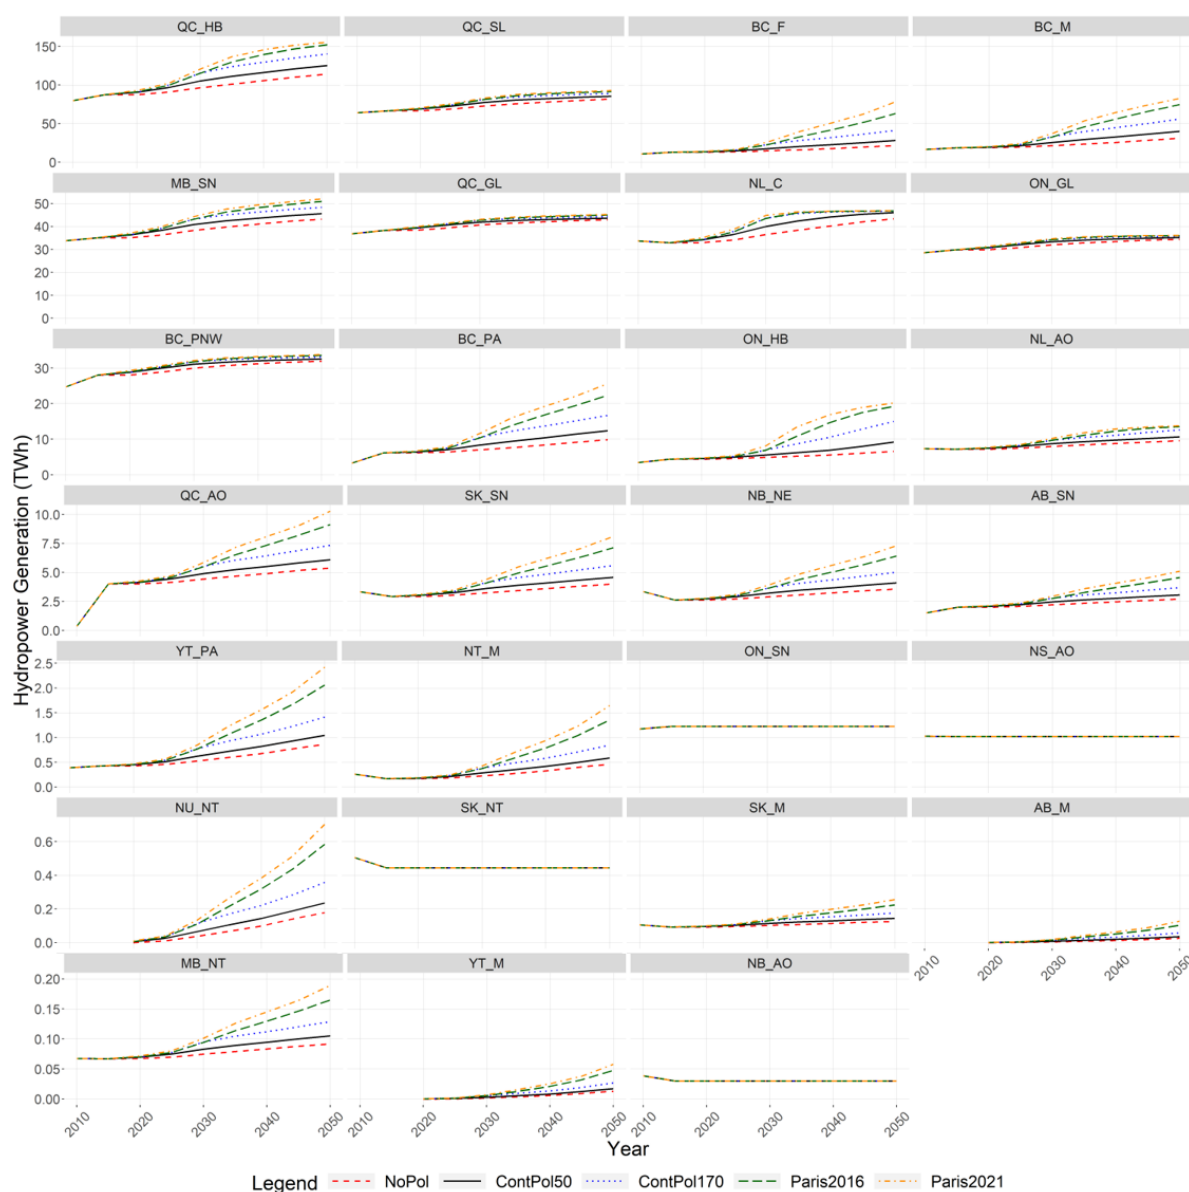 QC_HB QC_SL BC_F BC_M
150
100
50
0
MB_SN QC_GL NL_C ON_GL
50
40
30
20
10
0
BC_PNW BC_PA ON_HB NL_AO
30
20
10
0
QC_AO SK_SN NB_NE AB_SN
10.0
7.5
5.0
2.5
0.0
YT_PA NT_M ON_SN NS_AO
2.5
2.0
1.5
1.0
0.5
0.0
NU_NT SK_NT SK_M AB_M
0.6
0.4
0.2
0.0
2010 2020 2030 2040 2050
MB_NT YT_M NB_AO
0.20
0.15
0.10
0.05
0.00
2010 2020 2030 2040 2050 2010 2020 2030 2040 2050 2010 2020 2030 2040 2050
Hydropower Generation (TWh)
Year
Legend NoPol ContPol50 ContPol170 Paris2016 Paris2021